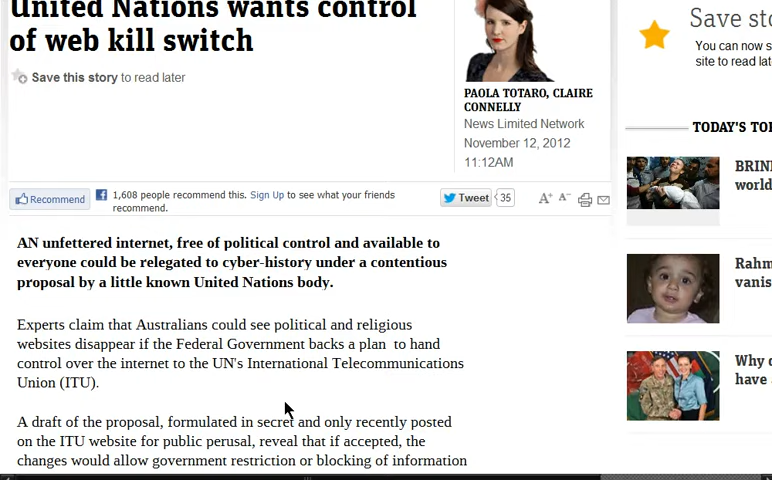 United Nations wants control
of web kill switch
Save this story to read later
PAOLA TOTARO, CLAIRE
CONNELLY
News Limited Network
November 12, 2012
11:12AM
Recommend
1,608 people recommend this. Sign Up to see what your friends
recommend.
Tweet 35
A+ A-
AN unfettered internet, free of political control and available to
everyone could be relegated to cyber-history under a contentious
proposal by a little known United Nations body.
Experts claim that Australians could see political and religious
websites disappear if the Federal Government backs a plan to hand
control over the internet to the UN's International Telecommunications
Union (ITU).
A draft of the proposal, formulated in secret and only recently posted
on the ITU website for public perusal, reveal that if accepted, the
changes would allow government restriction or blocking of information
Save sto
You can now s
site to read lat
TODAY'S TOP
BRIN
world
Rahm
vanis
Why d
have